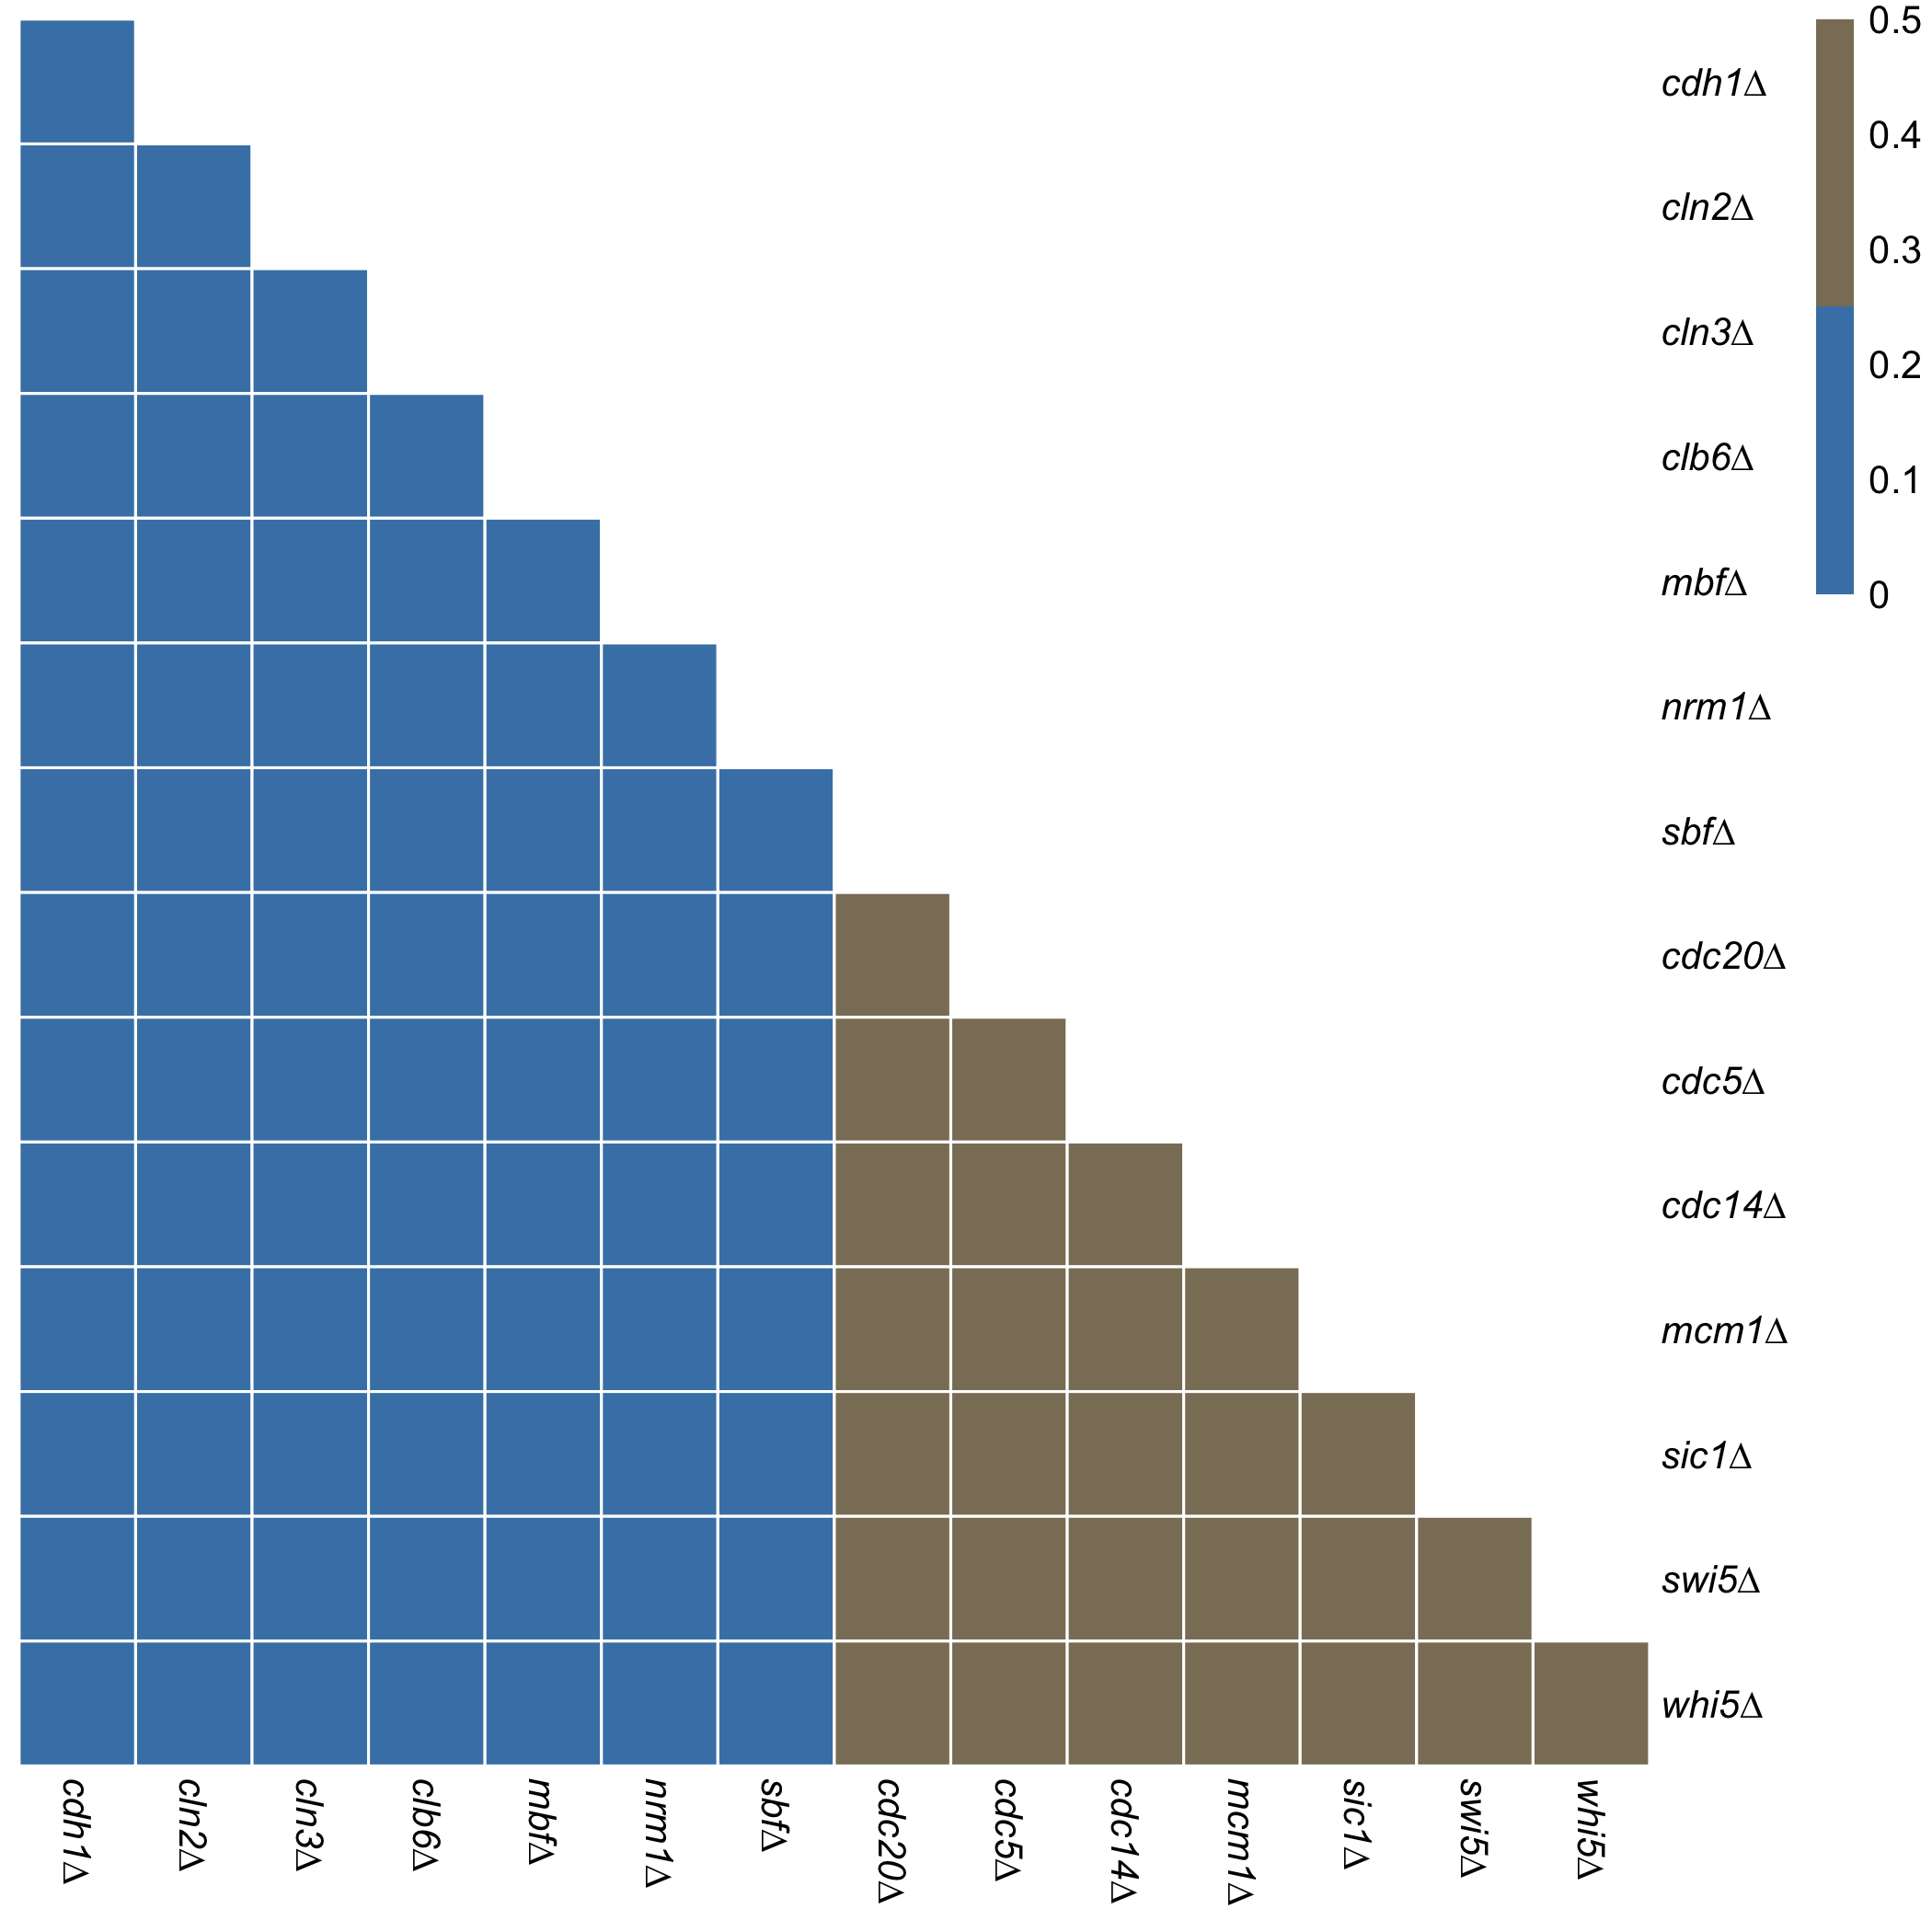 0.5
cdh1Δ
0.4
cln2Δ
0.3
cln3Δ
0.2
clb6Δ
0.1
mbfΔ
0
nrm1Δ
sbfΔ
cdc20Δ
cdc5Δ
cdc14Δ
mcm1Δ
sic1Δ
swi5Δ
whi5Δ
cdh1Δ
cln2Δ
cln3Δ
clb6Δ
mbfΔ
nrm1Δ
sbfΔ
cdc20Δ
cdc5Δ
cdc14Δ
mcm1Δ
sic1Δ
swi5Δ
whi5Δ